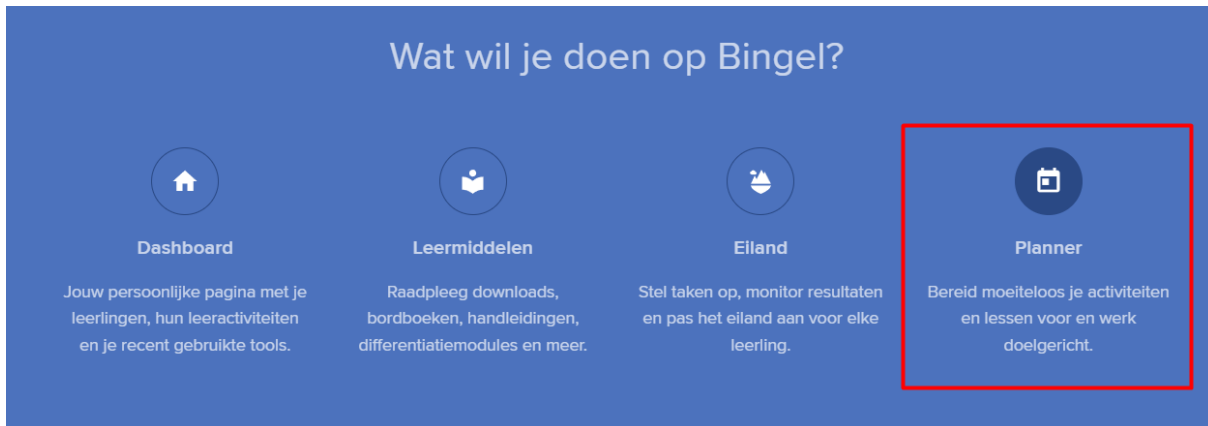 Wat wil je doen op Bingel?
Dashboard
Jouw persoonlijke pagina met je
leerlingen, hun leeractiviteiten
en je recent gebruikte tools.
Leermiddelen
Raadpleeg downloads,
bordboeken, handleidingen,
differentiatiemodules en meer.
Eiland
Stel taken op, monitor resultaten
en pas het eiland aan voor elke
leerling.
Planner
Bereid moeiteloos je activiteiten
en lessen voor en werk
doelgericht.